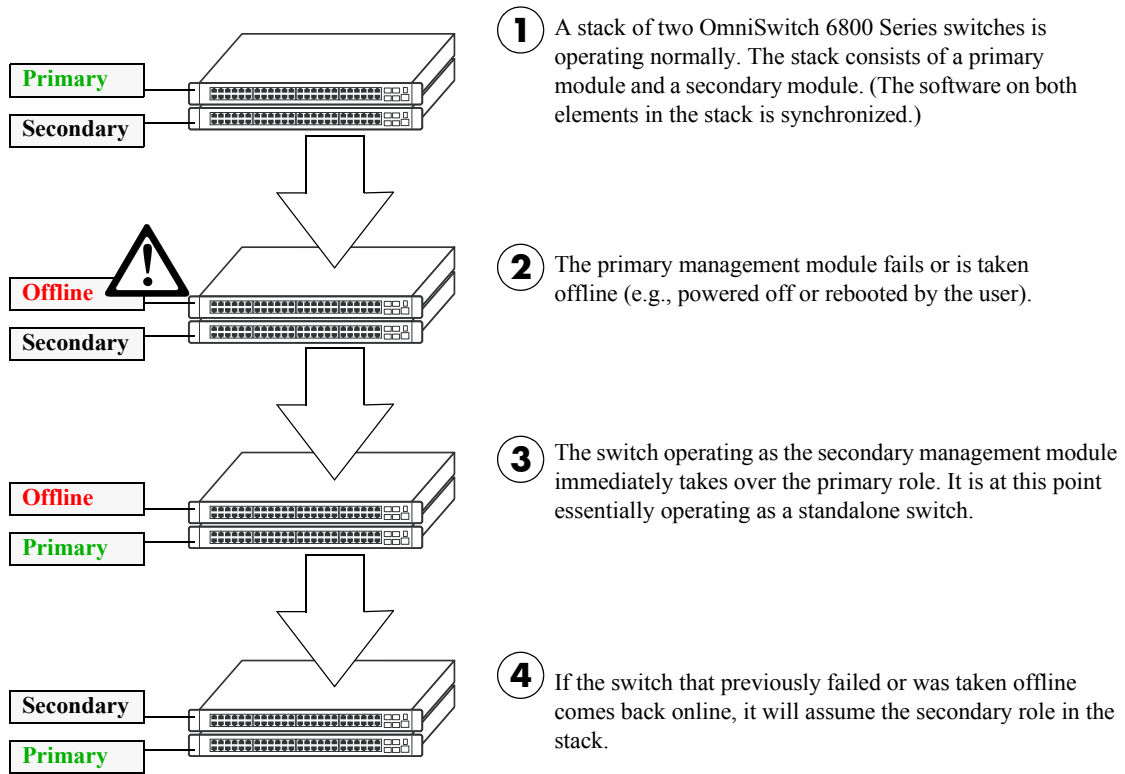 Primary
Secondary
1
A stack of two OmniSwitch 6800 Series switches is
operating normally. The stack consists of a primary
module and a secondary module. (The software on both
elements in the stack is synchronized.)
!
Offline
Secondary
2
The primary management module fails or is taken
offline (e.g., powered off or rebooted by the user).
Offline
Primary
3
The switch operating as the secondary management module
immediately takes over the primary role. It is at this point
essentially operating as a standalone switch.
Secondary
Primary
4
If the switch that previously failed or was taken offline
comes back online, it will assume the secondary role in the
stack.